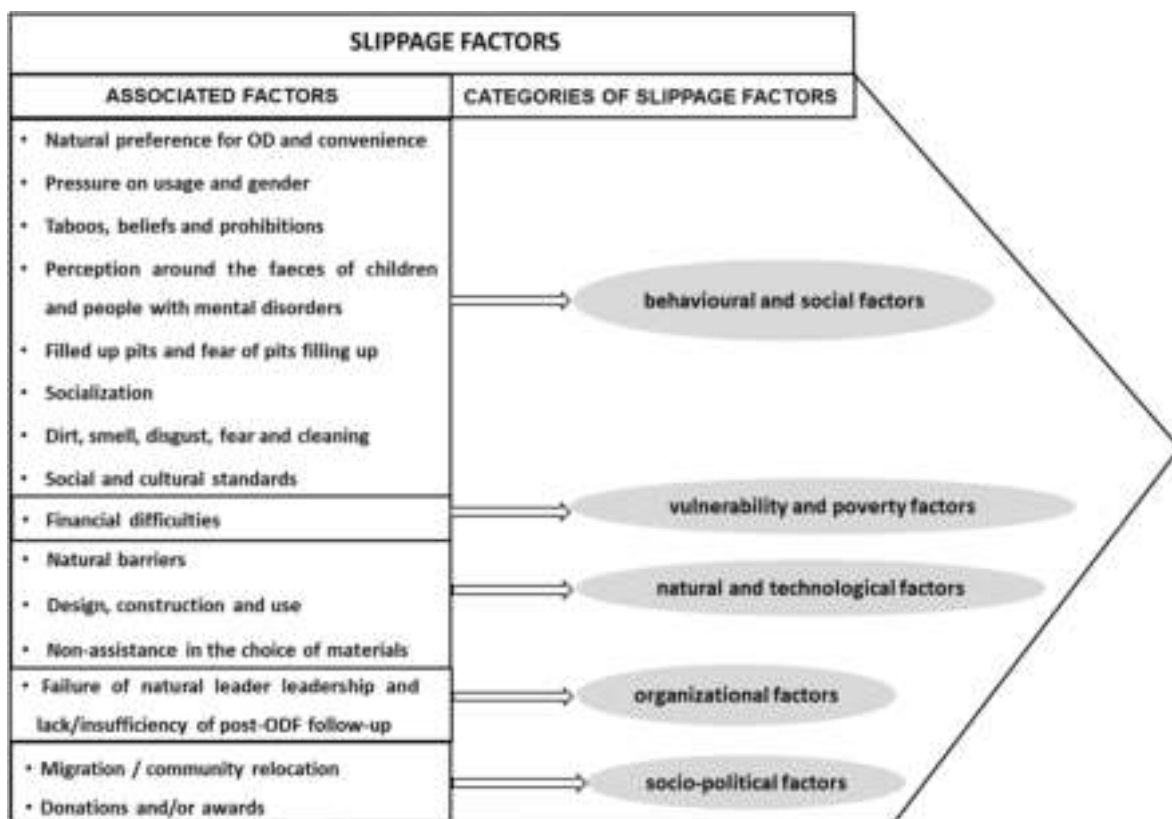 SLIPPAGE FACTORS
ASSOCIATED FACTORS
CATEGORIES OF SLIPPAGE FACTORS
• Natural preference for OD and convenience
• Pressure on usage and gender
• Taboos, beliefs and prohibitions
• Perception around the faeces of children
and people with mental disorders
• Filled up pits and fear of pits filling up
• Socialization
• Dirt, smell, disgust, fear and cleaning
• Social and cultural standards
behavioural and social factors
• Financial difficulties
vulnerability and poverty factors
• Natural barriers
• Design, construction and use
• Non-assistance in the choice of materials
natural and technological factors
• Failure of natural leader leadership and
lack/insufficiency of post-ODF follow-up
organizational factors
• Migration / community relocation
• Donations and/or awards
socio-political factors